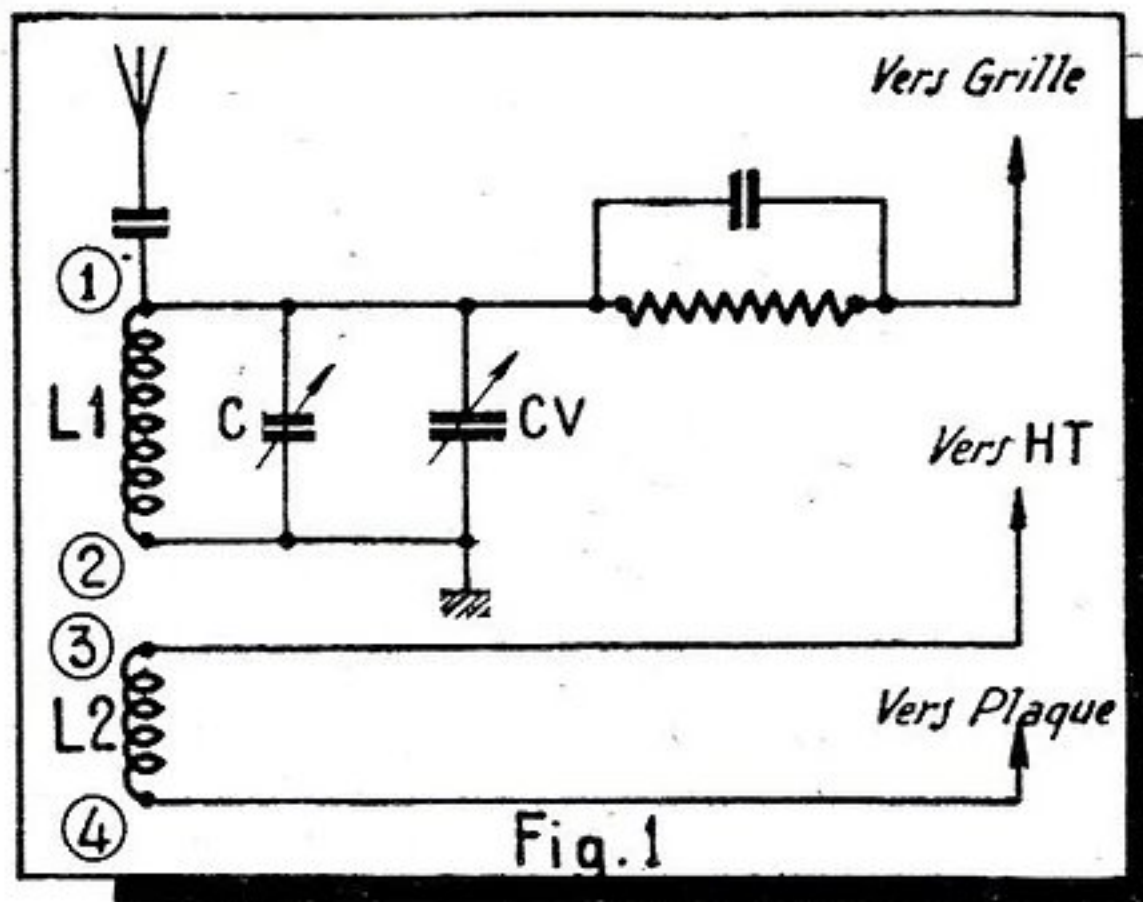 Vers Grille
①
L1
C
CV
Vers HT
②
③
L2
Vers Plaque
④
Fig.1